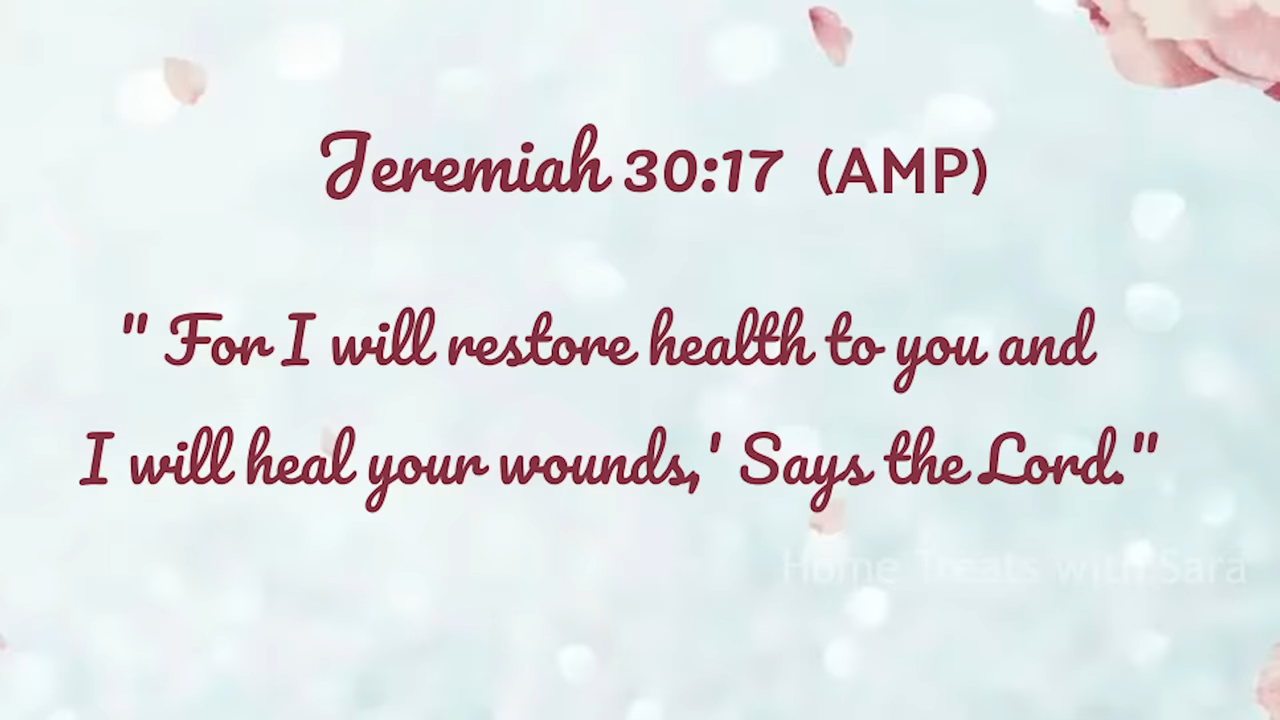 Jeremiah 30:17 (AMP)
" For I will restore health to you and
I will heal your wounds,' Says the Lord."
Home Treats with Sara